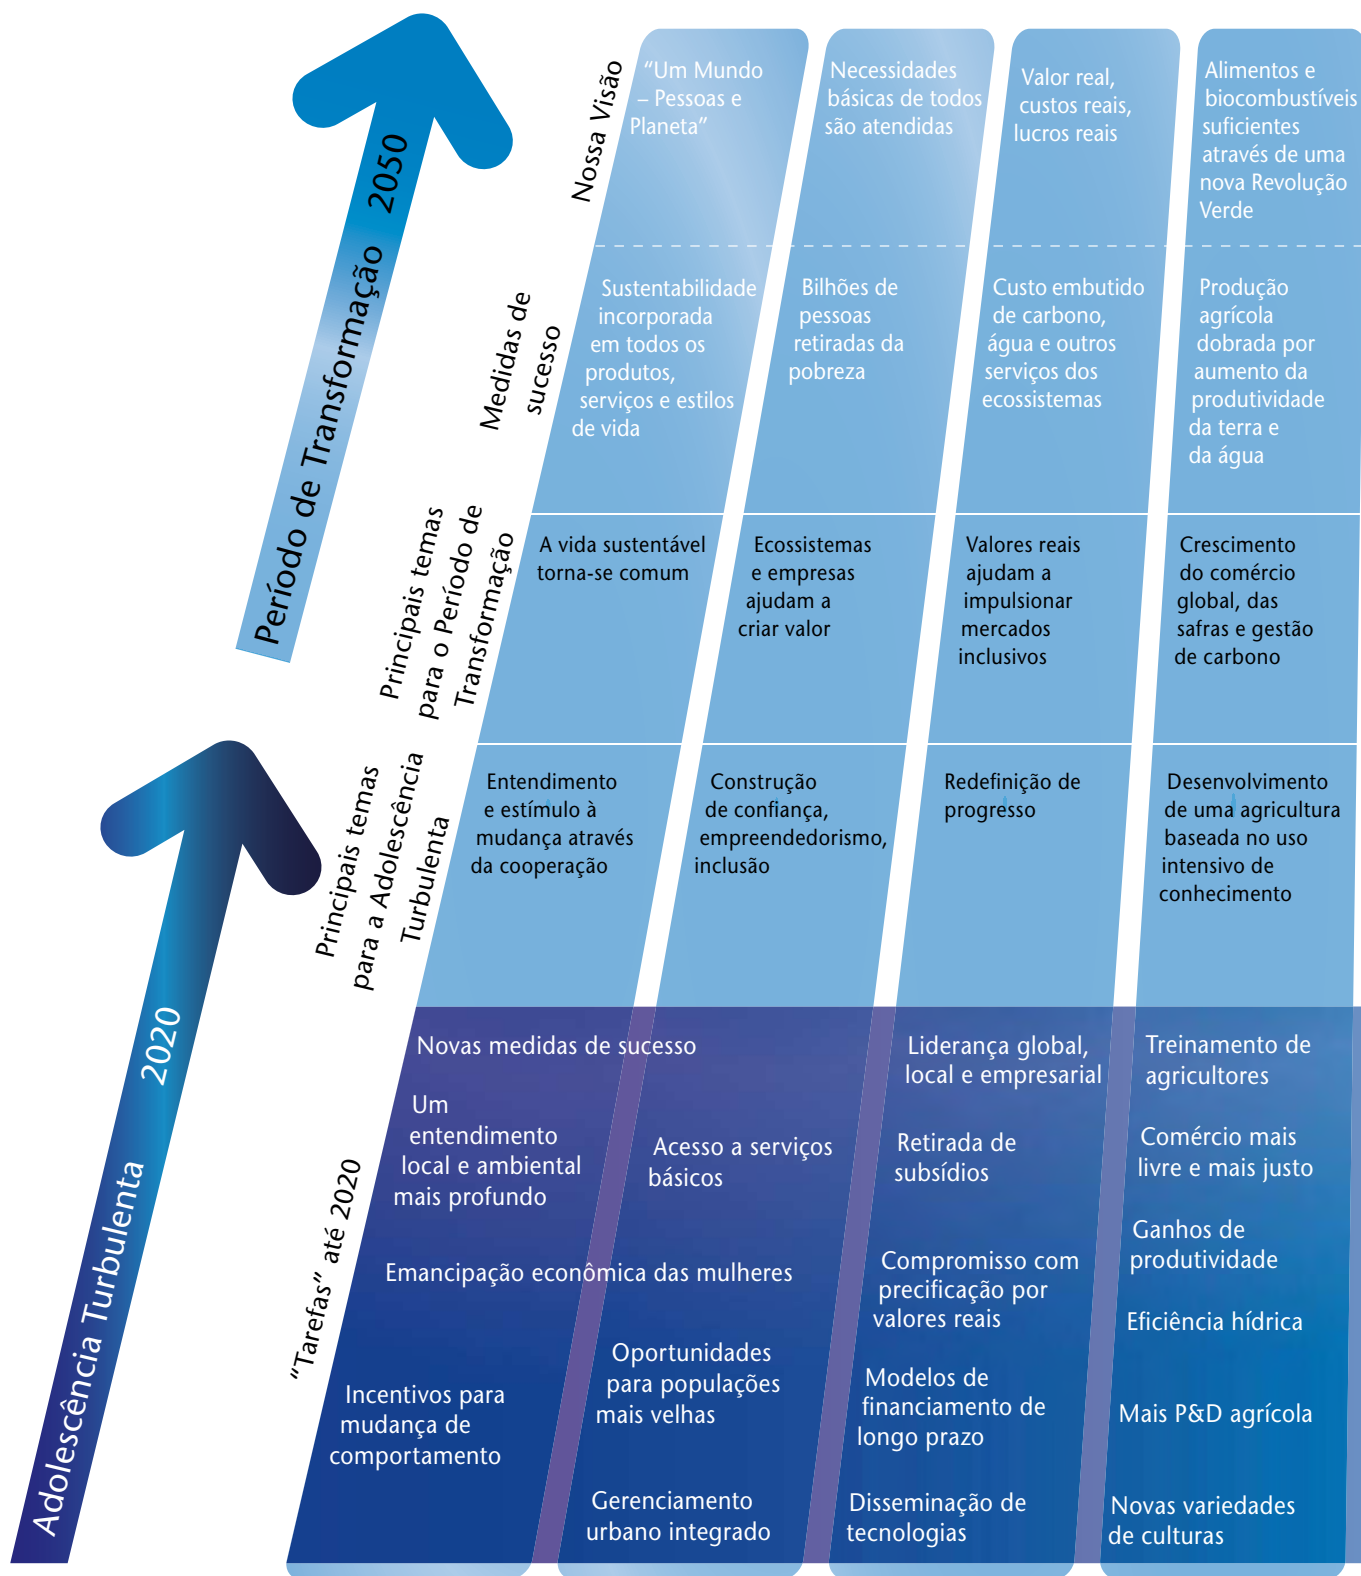 Período de Transformação 2050
Adolescência Turbulenta 2020
Nossa Visão
“Um Mundo
– Pessoas e
Planeta”
Necessidades
básicas de todos
são atendidas
Valor real,
custos reais,
lucros reais
Alimentos e
biocombustíveis
suficientes
através de uma
nova Revolução
Verde
Medidas de
sucesso
Sustentabilidade
incorporada
em todos os
produtos,
serviços e estilos
de vida
Bilhões de
pessoas
retiradas da
pobreza
Custo embutido
de carbono,
água e outros
serviços dos
ecossistemas
Produção
agrícola
dobrada por
aumento da
produtividade
da terra e
da água
Principais temas
para o Período de
Transformação
A vida sustentável
torna-se comum
Ecossistemas
e empresas
ajudam a
criar valor
Valores reais
ajudam a
impulsionar
mercados
inclusivos
Crescimento
do comércio
global, das
safras e gestão
de carbono
Principais temas
para a Adolescência
Turbulenta
Entendimento
e estímulo à
mudança através
da cooperação
Construção
de confiança,
empreendedorismo,
inclusão
Redefinição de
progresso
Desenvolvimento
de uma agricultura
baseada no uso
intensivo de
conhecimento
“Tarefas” até 2020
Novas medidas de sucesso
Um
entendimento
local e ambiental
mais profundo
Emancipação econômica das mulheres
Incentivos para
mudança de
comportamento
Acesso a serviços
básicos
Oportunidades
para populações
mais velhas
Gerenciamento
urbano integrado
Liderança global,
local e empresarial
Retirada de
subsídios
Compromisso com
precificação por
valores reais
Modelos de
financiamento de
longo prazo
Disseminação de
tecnologias
Treinamento de
agricultores
Comércio mais
livre e mais justo
Ganhos de
produtividade
Eficiência hídrica
Mais P&D agrícola
Novas variedades
de culturas